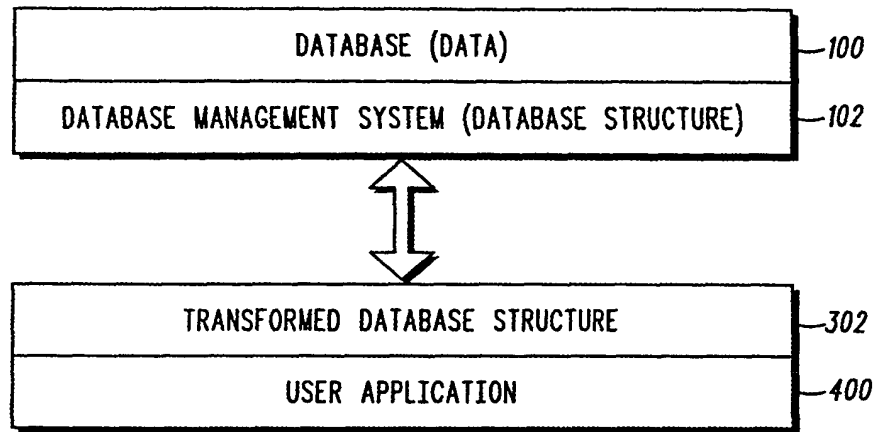 DATABASE (DATA) 100
DATABASE MANAGEMENT SYSTEM (DATABASE STRUCTURE) 102
TRANSFORMED DATABASE STRUCTURE 302
USER APPLICATION 400